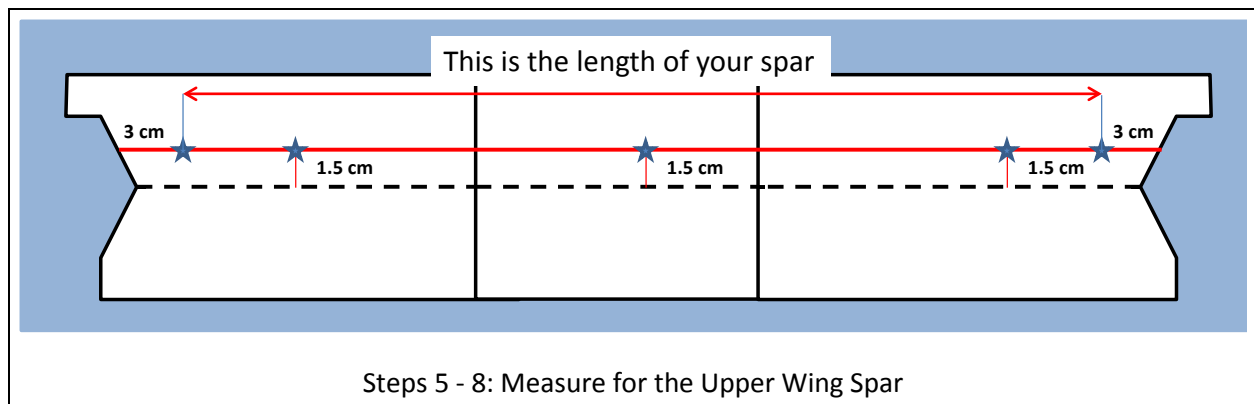 This is the length of your spar
3 cm
3 cm
1.5 cm
1.5 cm
1.5 cm
Steps 5 - 8: Measure for the Upper Wing Spar